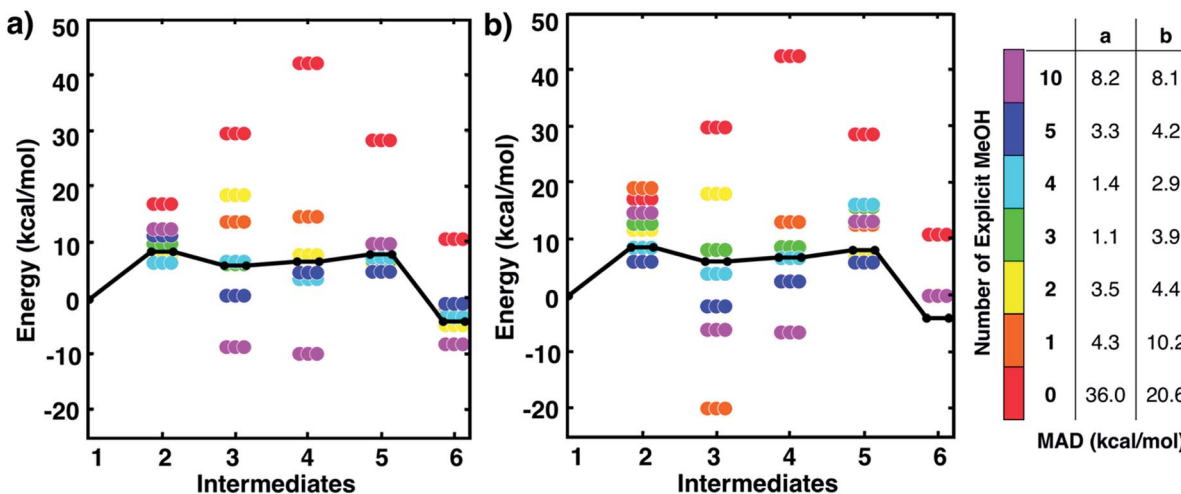 a)
50
40
30
20
10
0
-10
-20
Energy (kcal/mol)
1 2 3 4 5 6
Intermediates
b)
50
40
30
20
10
0
-10
-20
Energy (kcal/mol)
1 2 3 4 5 6
Intermediates
Number of Explicit MeOH
a b
10 8.2 8.1
5 3.3 4.2
4 1.4 2.9
3 1.1 3.9
2 3.5 4.4
1 4.3 10.2
0 36.0 20.6
MAD (kcal/mol)